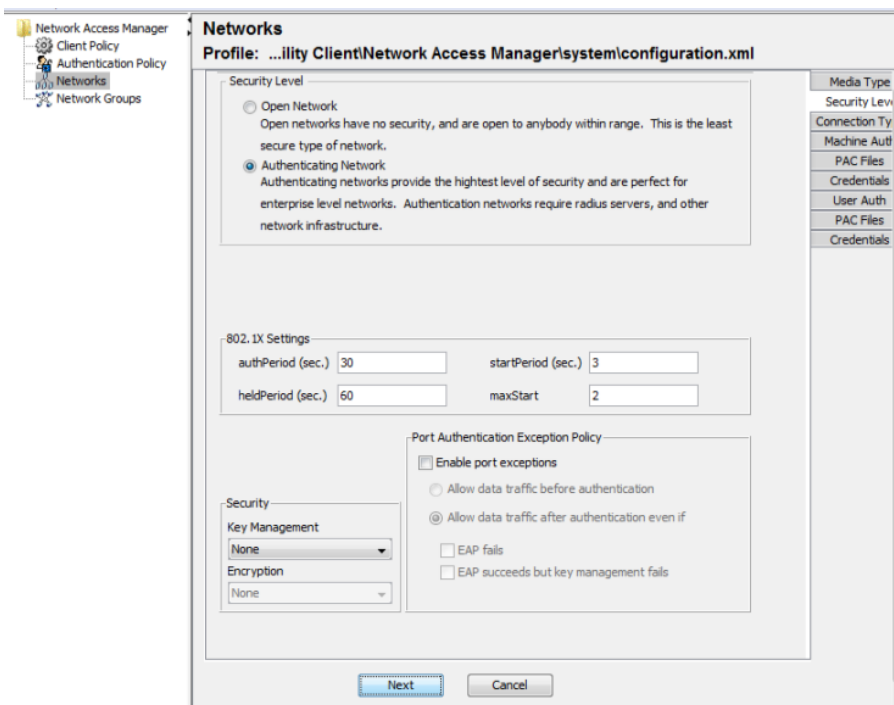 Network Access Manager
Client Policy
Authentication Policy
Networks
Network Groups
Networks
Profile: ...ility Client\Network Access Manager\system\configuration.xml
Security Level
Open Network
Open networks have no security, and are open to anybody within range. This is the least
secure type of network.
Authenticating Network
Authenticating networks provide the hightest level of security and are perfect for
enterprise level networks. Authentication networks require radius servers, and other
network infrastructure.
802.1X Settings
authPeriod (sec.) 30 startPeriod (sec.) 3
heldPeriod (sec.) 60 maxStart 2
Port Authentication Exception Policy
Enable port exceptions
Allow data traffic before authentication
Allow data traffic after authentication even if
EAP fails
EAP succeeds but key management fails
Security
Key Management
None
Encryption
None
Next Cancel
Media Type
Security Leve
Connection Ty
Machine Auth
PAC Files
Credentials
User Auth
PAC Files
Credentials